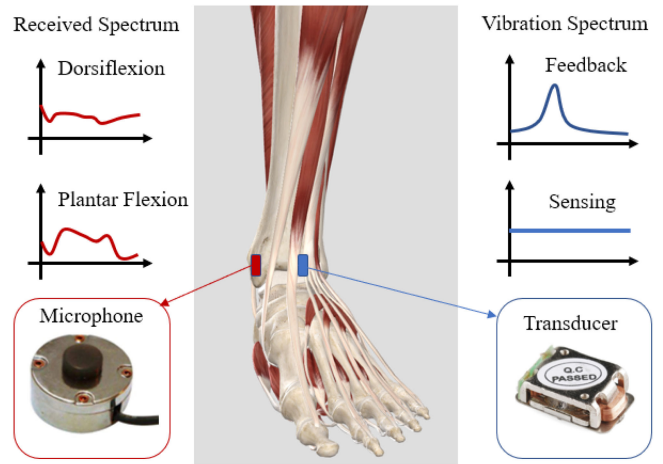 Received Spectrum
Dorsiflexion
Plantar Flexion
Microphone
Vibration Spectrum
Feedback
Sensing
Transducer
Q.C
PASSED